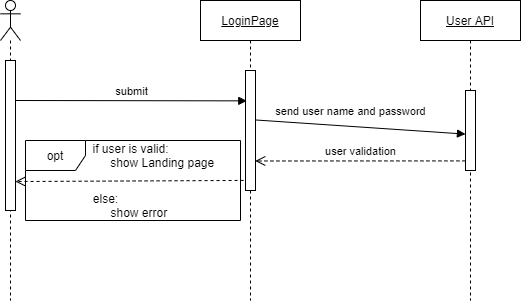 LoginPage
User API
submit
send user name and password
user validation
opt
if user is valid:
show Landing page
else:
show error